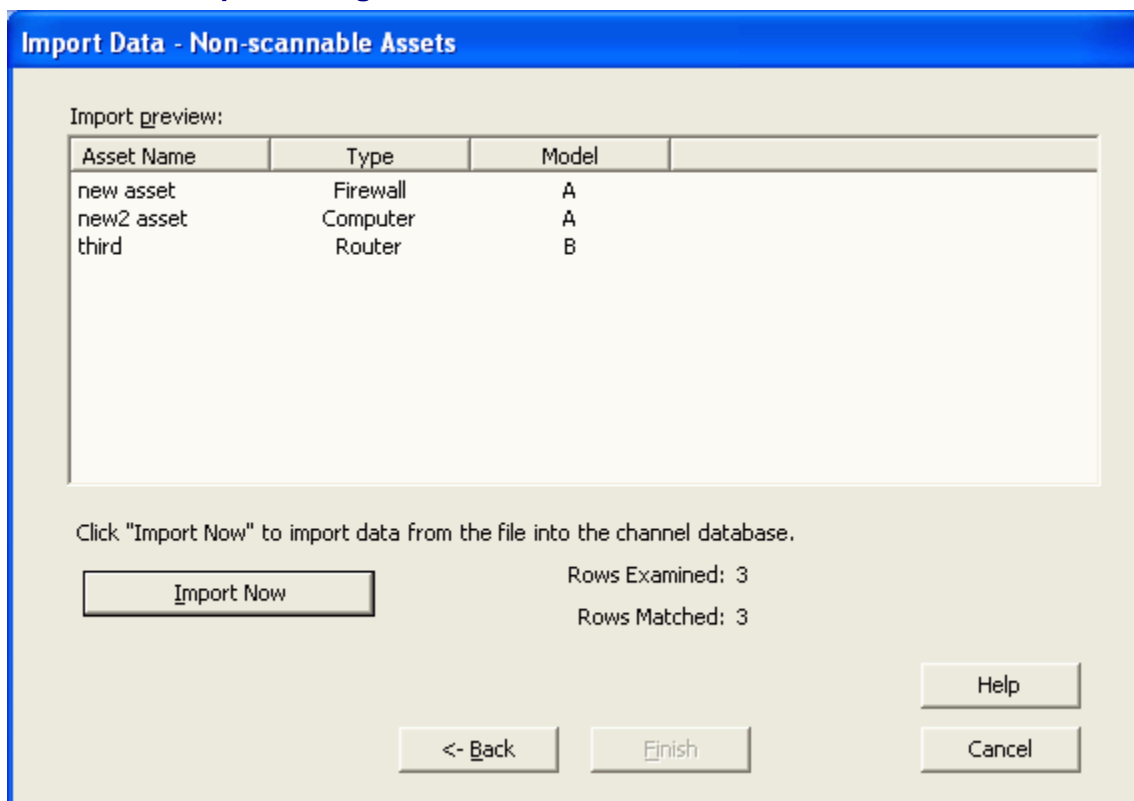 Import Data - Non-scannable Assets
Import preview:
Asset Name Type Model
new asset Firewall A
new2 asset Computer A
third Router B
Click "Import Now" to import data from the file into the channel database.
Import Now
Rows Examined: 3
Rows Matched: 3
Help
<- Back
Finish
Cancel